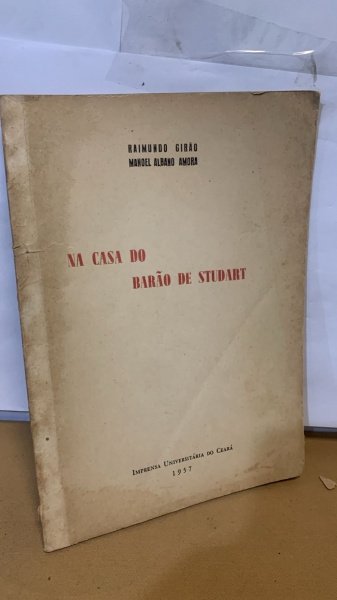 RAIMUNDO GIRÃO
MANOEL ALBANO AMORA
NA CASA DO
BARÃO DE STUDART
IMPRENSA UNIVERSITÁRIA DO CEARÁ
1957